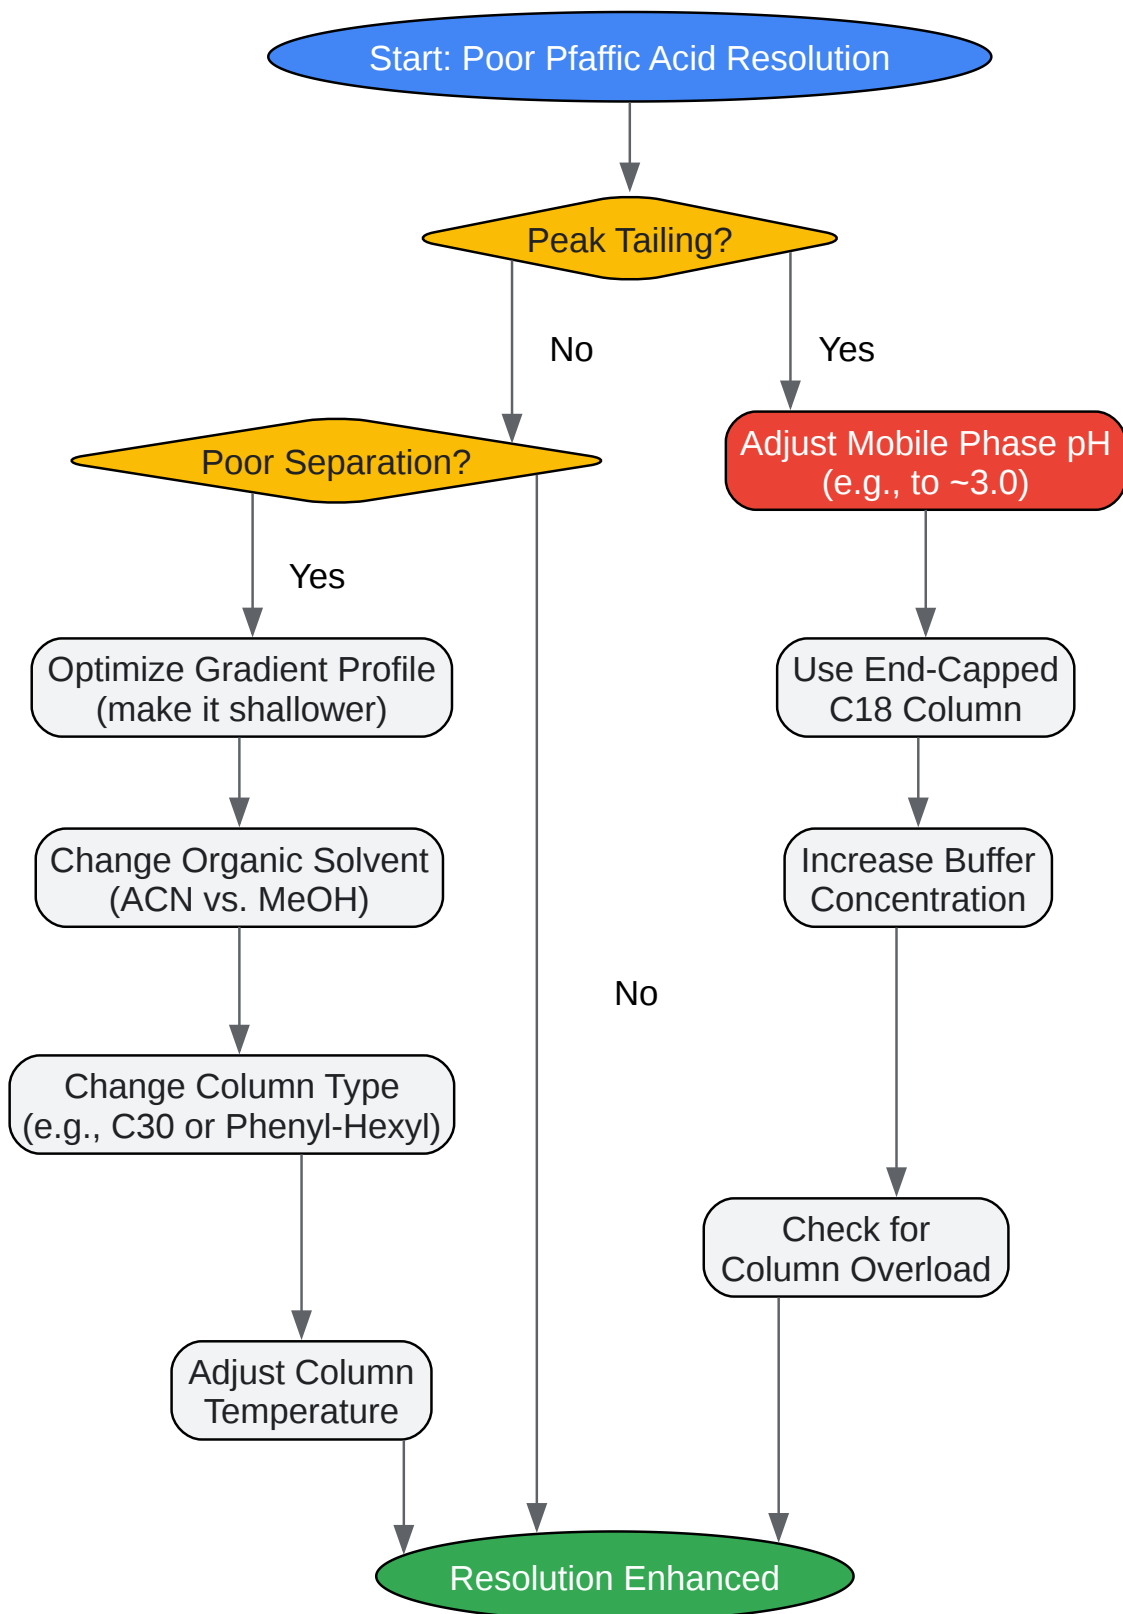 Start: Poor Pfaffic Acid Resolution
Peak Tailing?
No
Yes
Poor Separation?
Adjust Mobile Phase pH
(e.g., to ~3.0)
Yes
Optimize Gradient Profile
(make it shallower)
Use End-Capped
C18 Column
Change Organic Solvent
(ACN vs. MeOH)
Increase Buffer
Concentration
No
Change Column Type
(e.g., C30 or Phenyl-Hexyl)
Check for
Column Overload
Adjust Column
Temperature
Resolution Enhanced